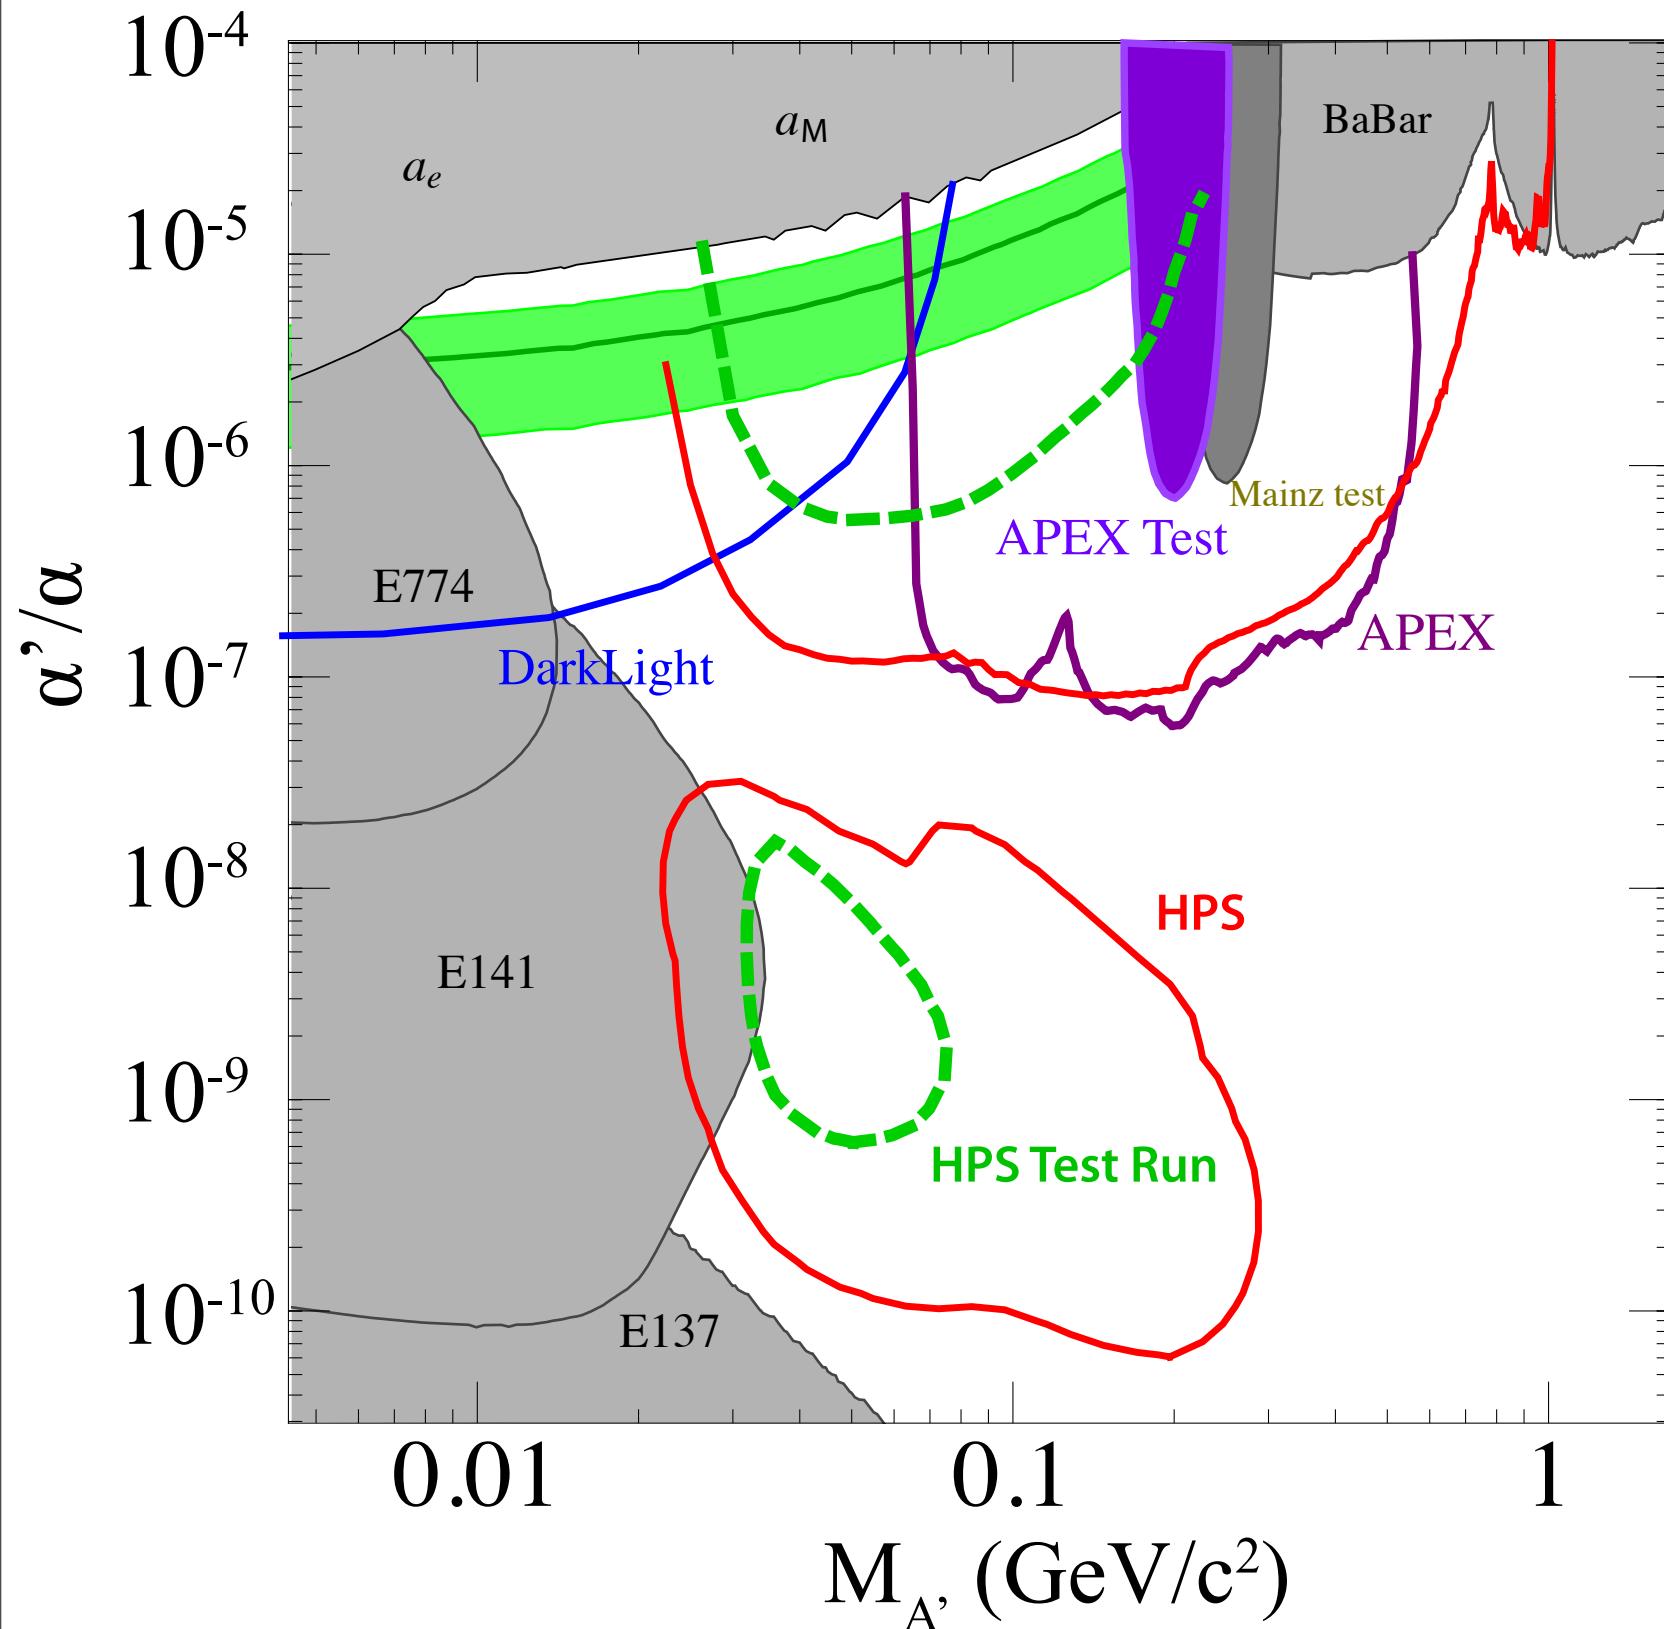 10-4
BaBar
aM
ae
10-5
10-6
Mainz test
APEX Test
E774
α’/α
APEX
DarkLight
10-7
10-8
HPS
E141
10-9
HPS Test Run
10-10
E137
0.01 0.1 1
MA’ (GeV/c2)